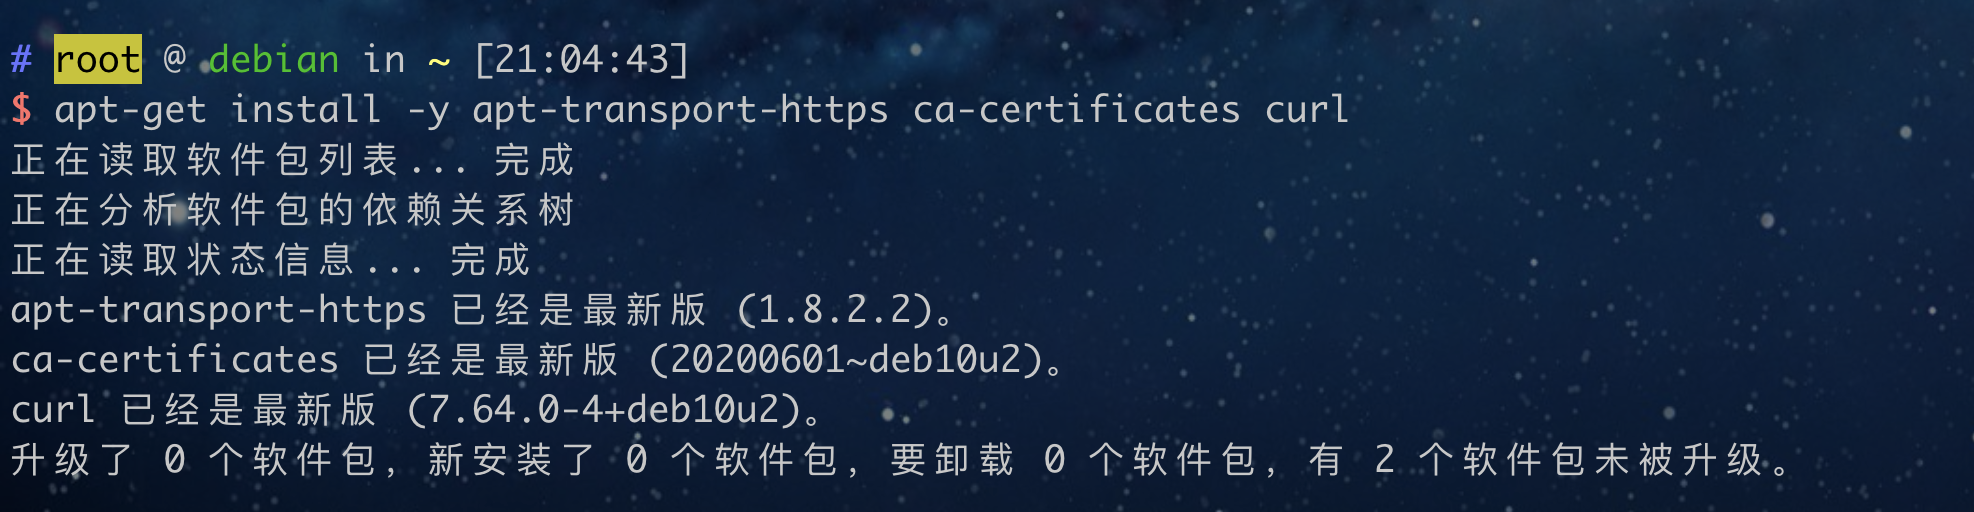 # root @ debian in ~ [21:04:43]
$ apt-get install -y apt-transport-https ca-certificates curl
正在读取软件包列表... 完成
正在分析软件包的依赖关系树
正在读取状态信息... 完成
apt-transport-https 已经是最新版 (1.8.2.2)。
ca-certificates 已经是最新版 (20200601~deb10u2)。
curl 已经是最新版 (7.64.0-4+deb10u2)。
升级了 0 个软件包，新安装了 0 个软件包，要卸载 0 个软件包，有 2 个软件包未被升级。